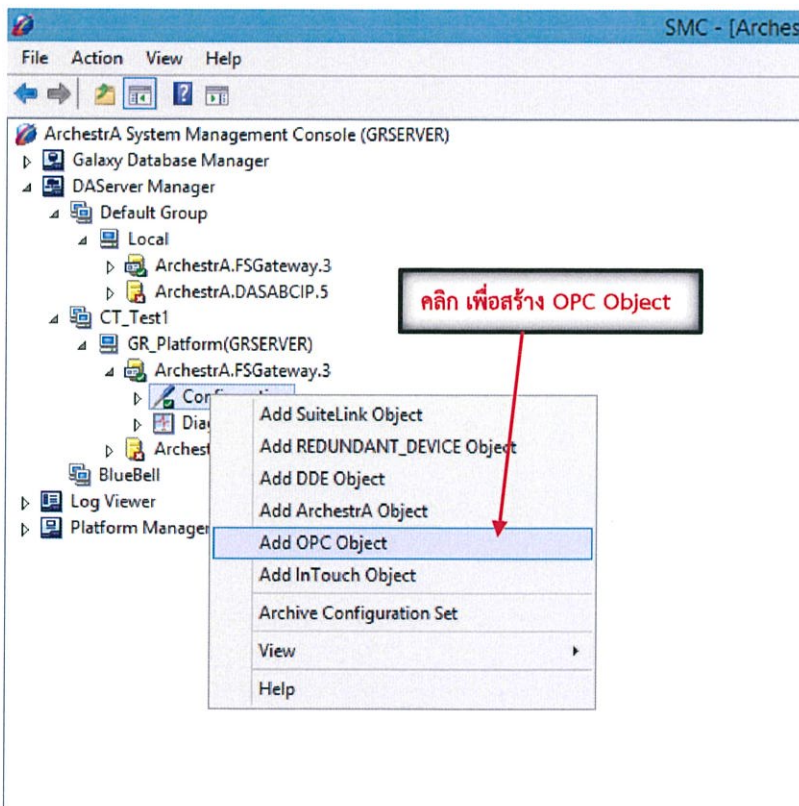 SMC - [Arches
File Action View Help
ArchestrA System Management Console (GRSERVER)
Galaxy Database Manager
DAServer Manager
Default Group
Local
ArchestrA.FSGateway.3
ArchestrA.DASABCIP.5
คลิก เพื่อสร้าง OPC Object
CT_Test1
GR_Platform(GRSERVER)
ArchestrA.FSGateway.3
Add SuiteLink Object
Add REDUNDANT_DEVICE Object
Archest
Add DDE Object
BlueBell
Log Viewer
Add ArchestrA Object
Platform Manager
Add OPC Object
Add InTouch Object
Archive Configuration Set
View
Help